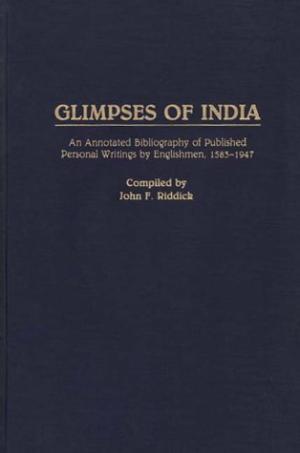 GLIMPSES OF INDIA
An Annotated Bibliography of Published
Personal Writings by Englishmen, 1583-1947
Compiled by
John F. Riddick